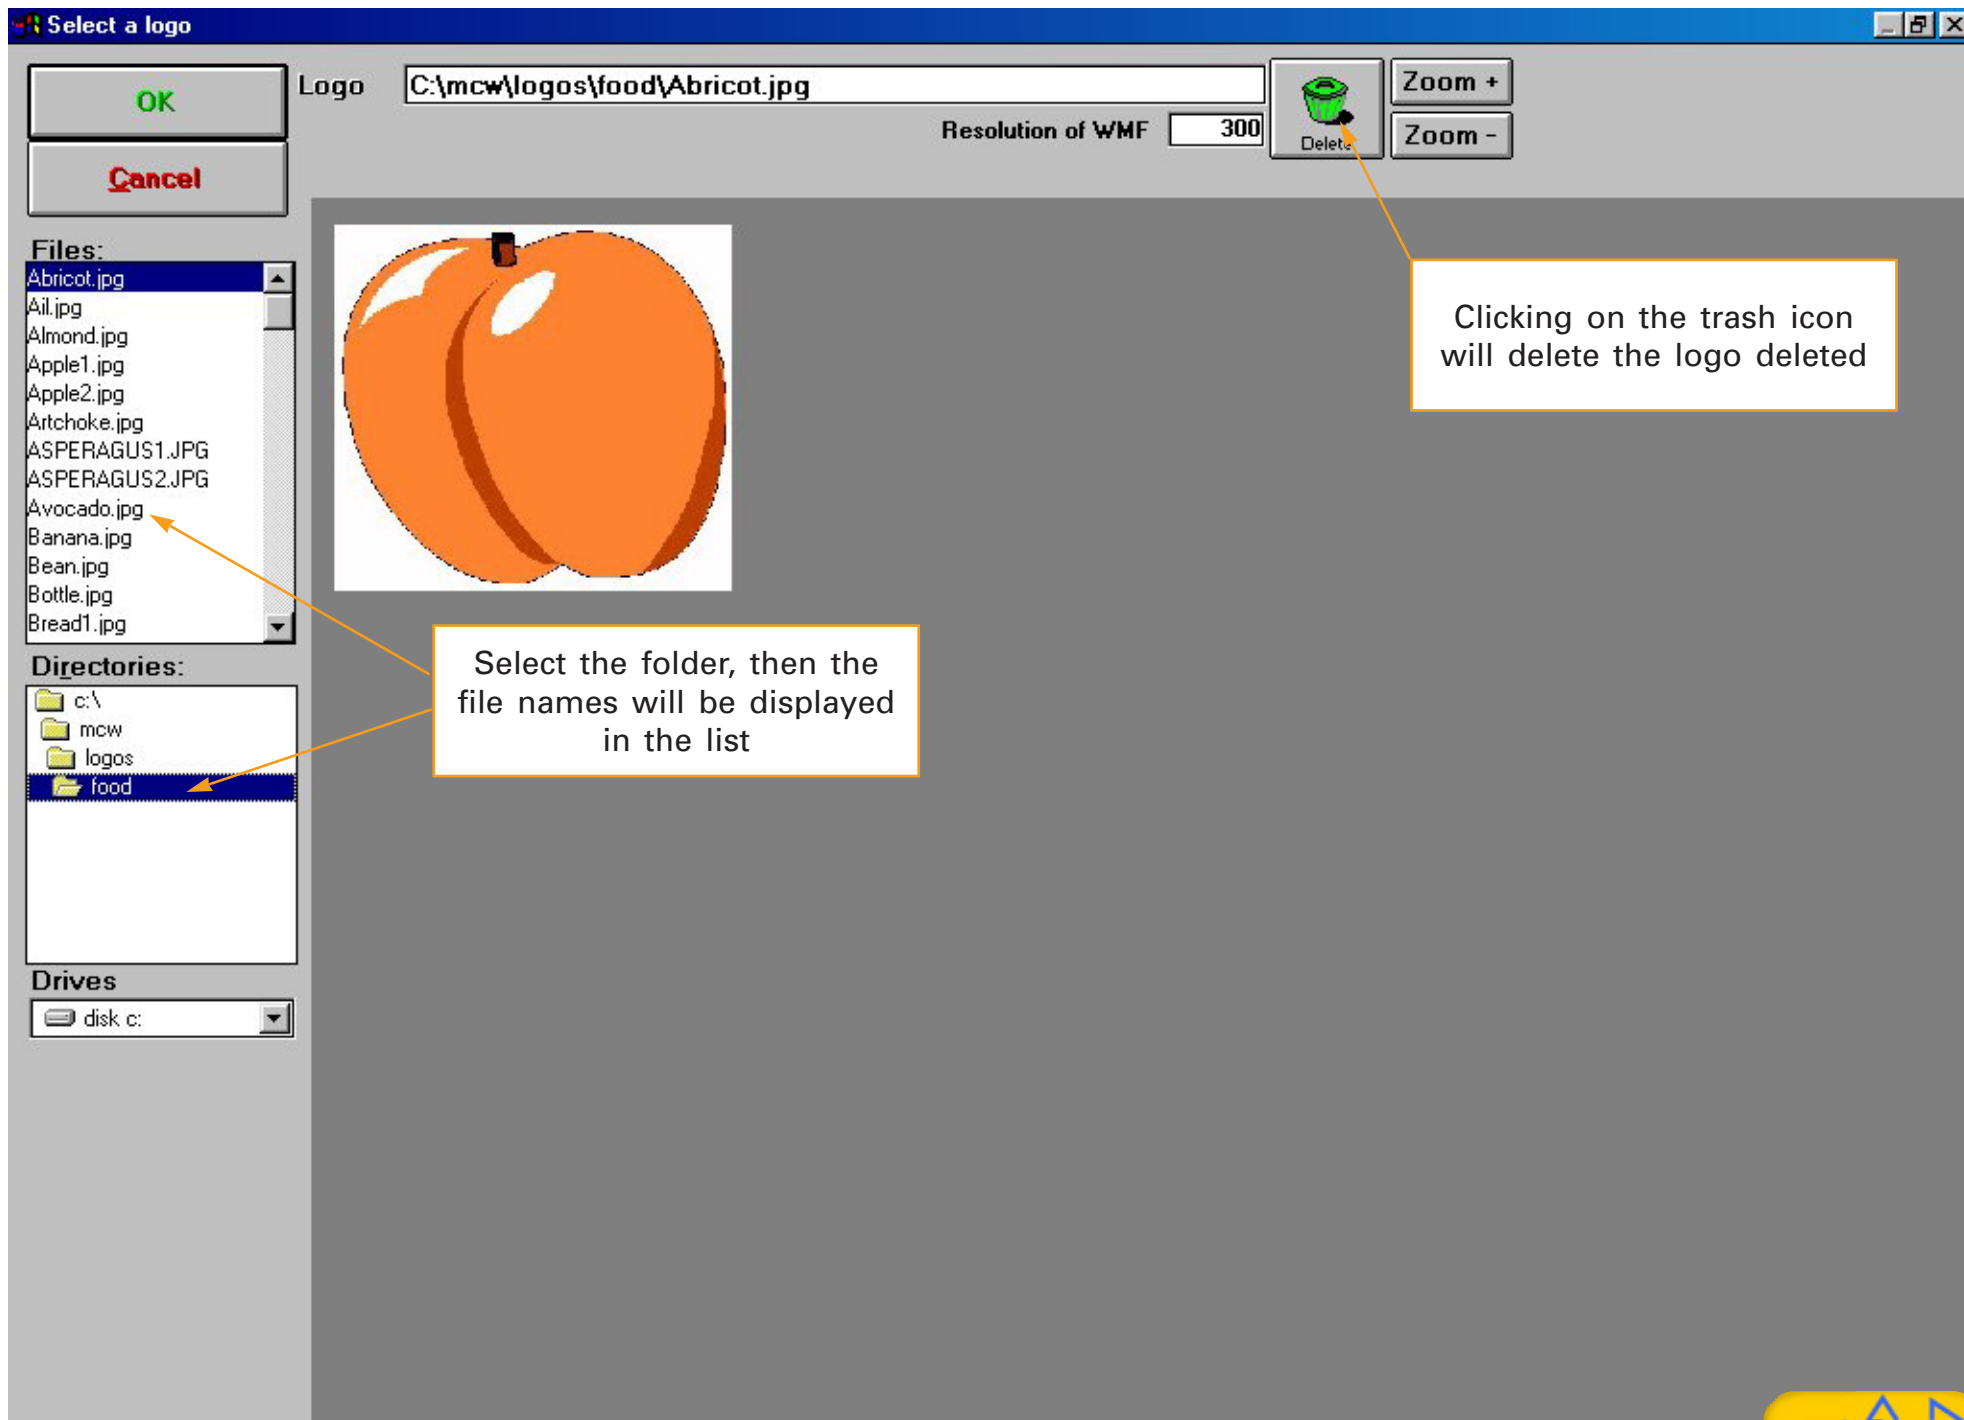 Select a logo
OK
Logo
C:\mcw\logos\food\Abricot.jpg
Zoom +
Resolution of WMF
300
Delete
Zoom -
Cancel
Files:
Abricot.jpg
Ail.jpg
Almond.jpg
Apple1.jpg
Apple2.jpg
Artchoke.jpg
ASPERAGUS1.JPG
ASPERAGUS2.JPG
Avocado.jpg
Banana.jpg
Bean.jpg
Bottle.jpg
Bread1.jpg
Clicking on the trash icon
will delete the logo deleted
Select the folder, then the
file names will be displayed
in the list
Directories:
c:\
mcw
logos
food
Drives
disk c: